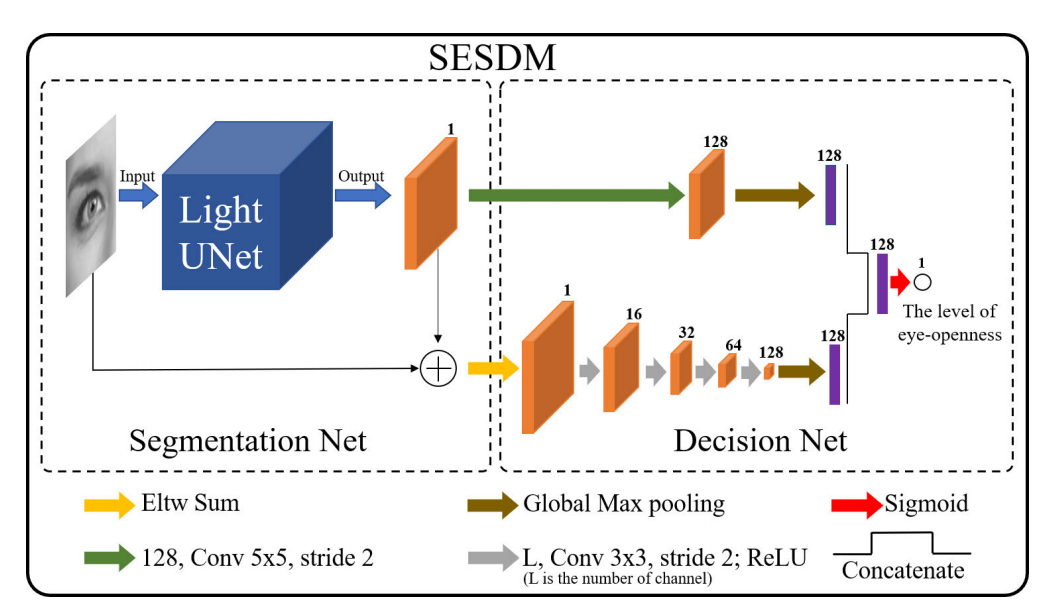 SESDM
1
128
128
Input
Output
Light
UNet
128
1
1
The level of
eye-openness
16
32
64
128
128
Segmentation Net
Decision Net
Eltw Sum
Global Max pooling
Sigmoid
128, Conv 5x5, stride 2
L, Conv 3x3, stride 2; ReLU
(L is the number of channel)
Concatenate